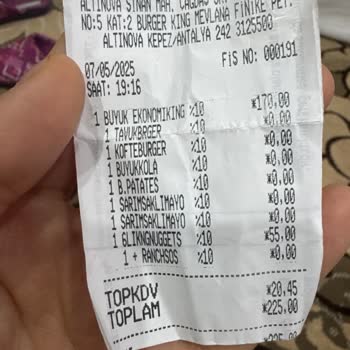 ALTINOVA SİNAN MAH.
NO:5 KAT:2 BURGER KING MEVLANA FİNİKE PET.
ALTINOVA KEPEZ/ANTALYA 242 3125500
FİŞ NO: 000191
07/05/2025
SAAT: 19:16
1 BUYUK EKONOMIKING %10 *170,00
1 TAVUKBRGER %10 *0,00
1 KOFTEBURGER %10 *0,00
1 BUYUKKOLA %10 *0,00
1 B.PATATES %10 *0,00
1 SARIMSAKLIMAYO %10 *0,00
1 SARIMSAKLIMAYO %10 *0,00
1 6LIKNGNUGGETS %10 *55,00
1 + RANCHSOS %10 *0,00
TOPKDV *20,45
TOPLAM *225,00